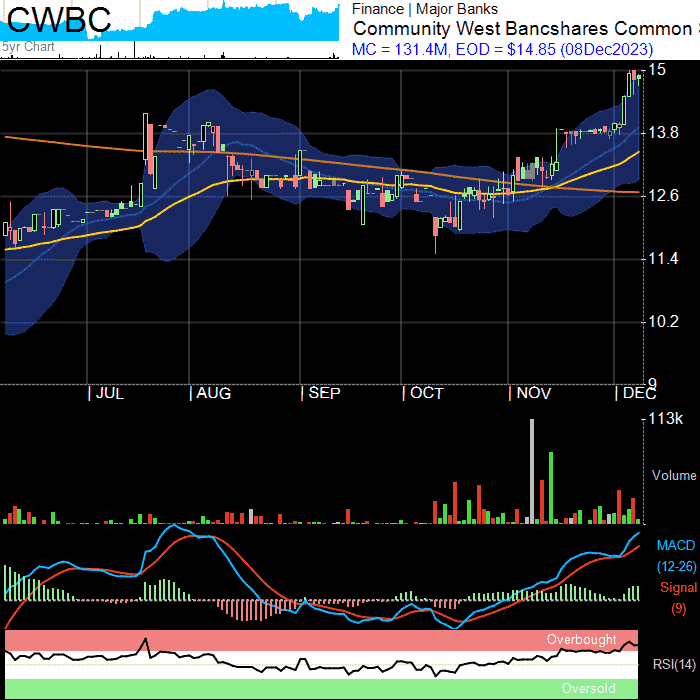 CWBC
5yr Chart
Finance | Major Banks
Community West Bancshares Common
MC = 131.4M, EOD = $14.85 (08Dec2023)
15
13.8
12.6
11.4
10.2
9
JUL AUG SEP OCT NOV DEC
113k
Volume
MACD
(12-26)
Signal
(9)
Overbought
RSI(14)
Oversold